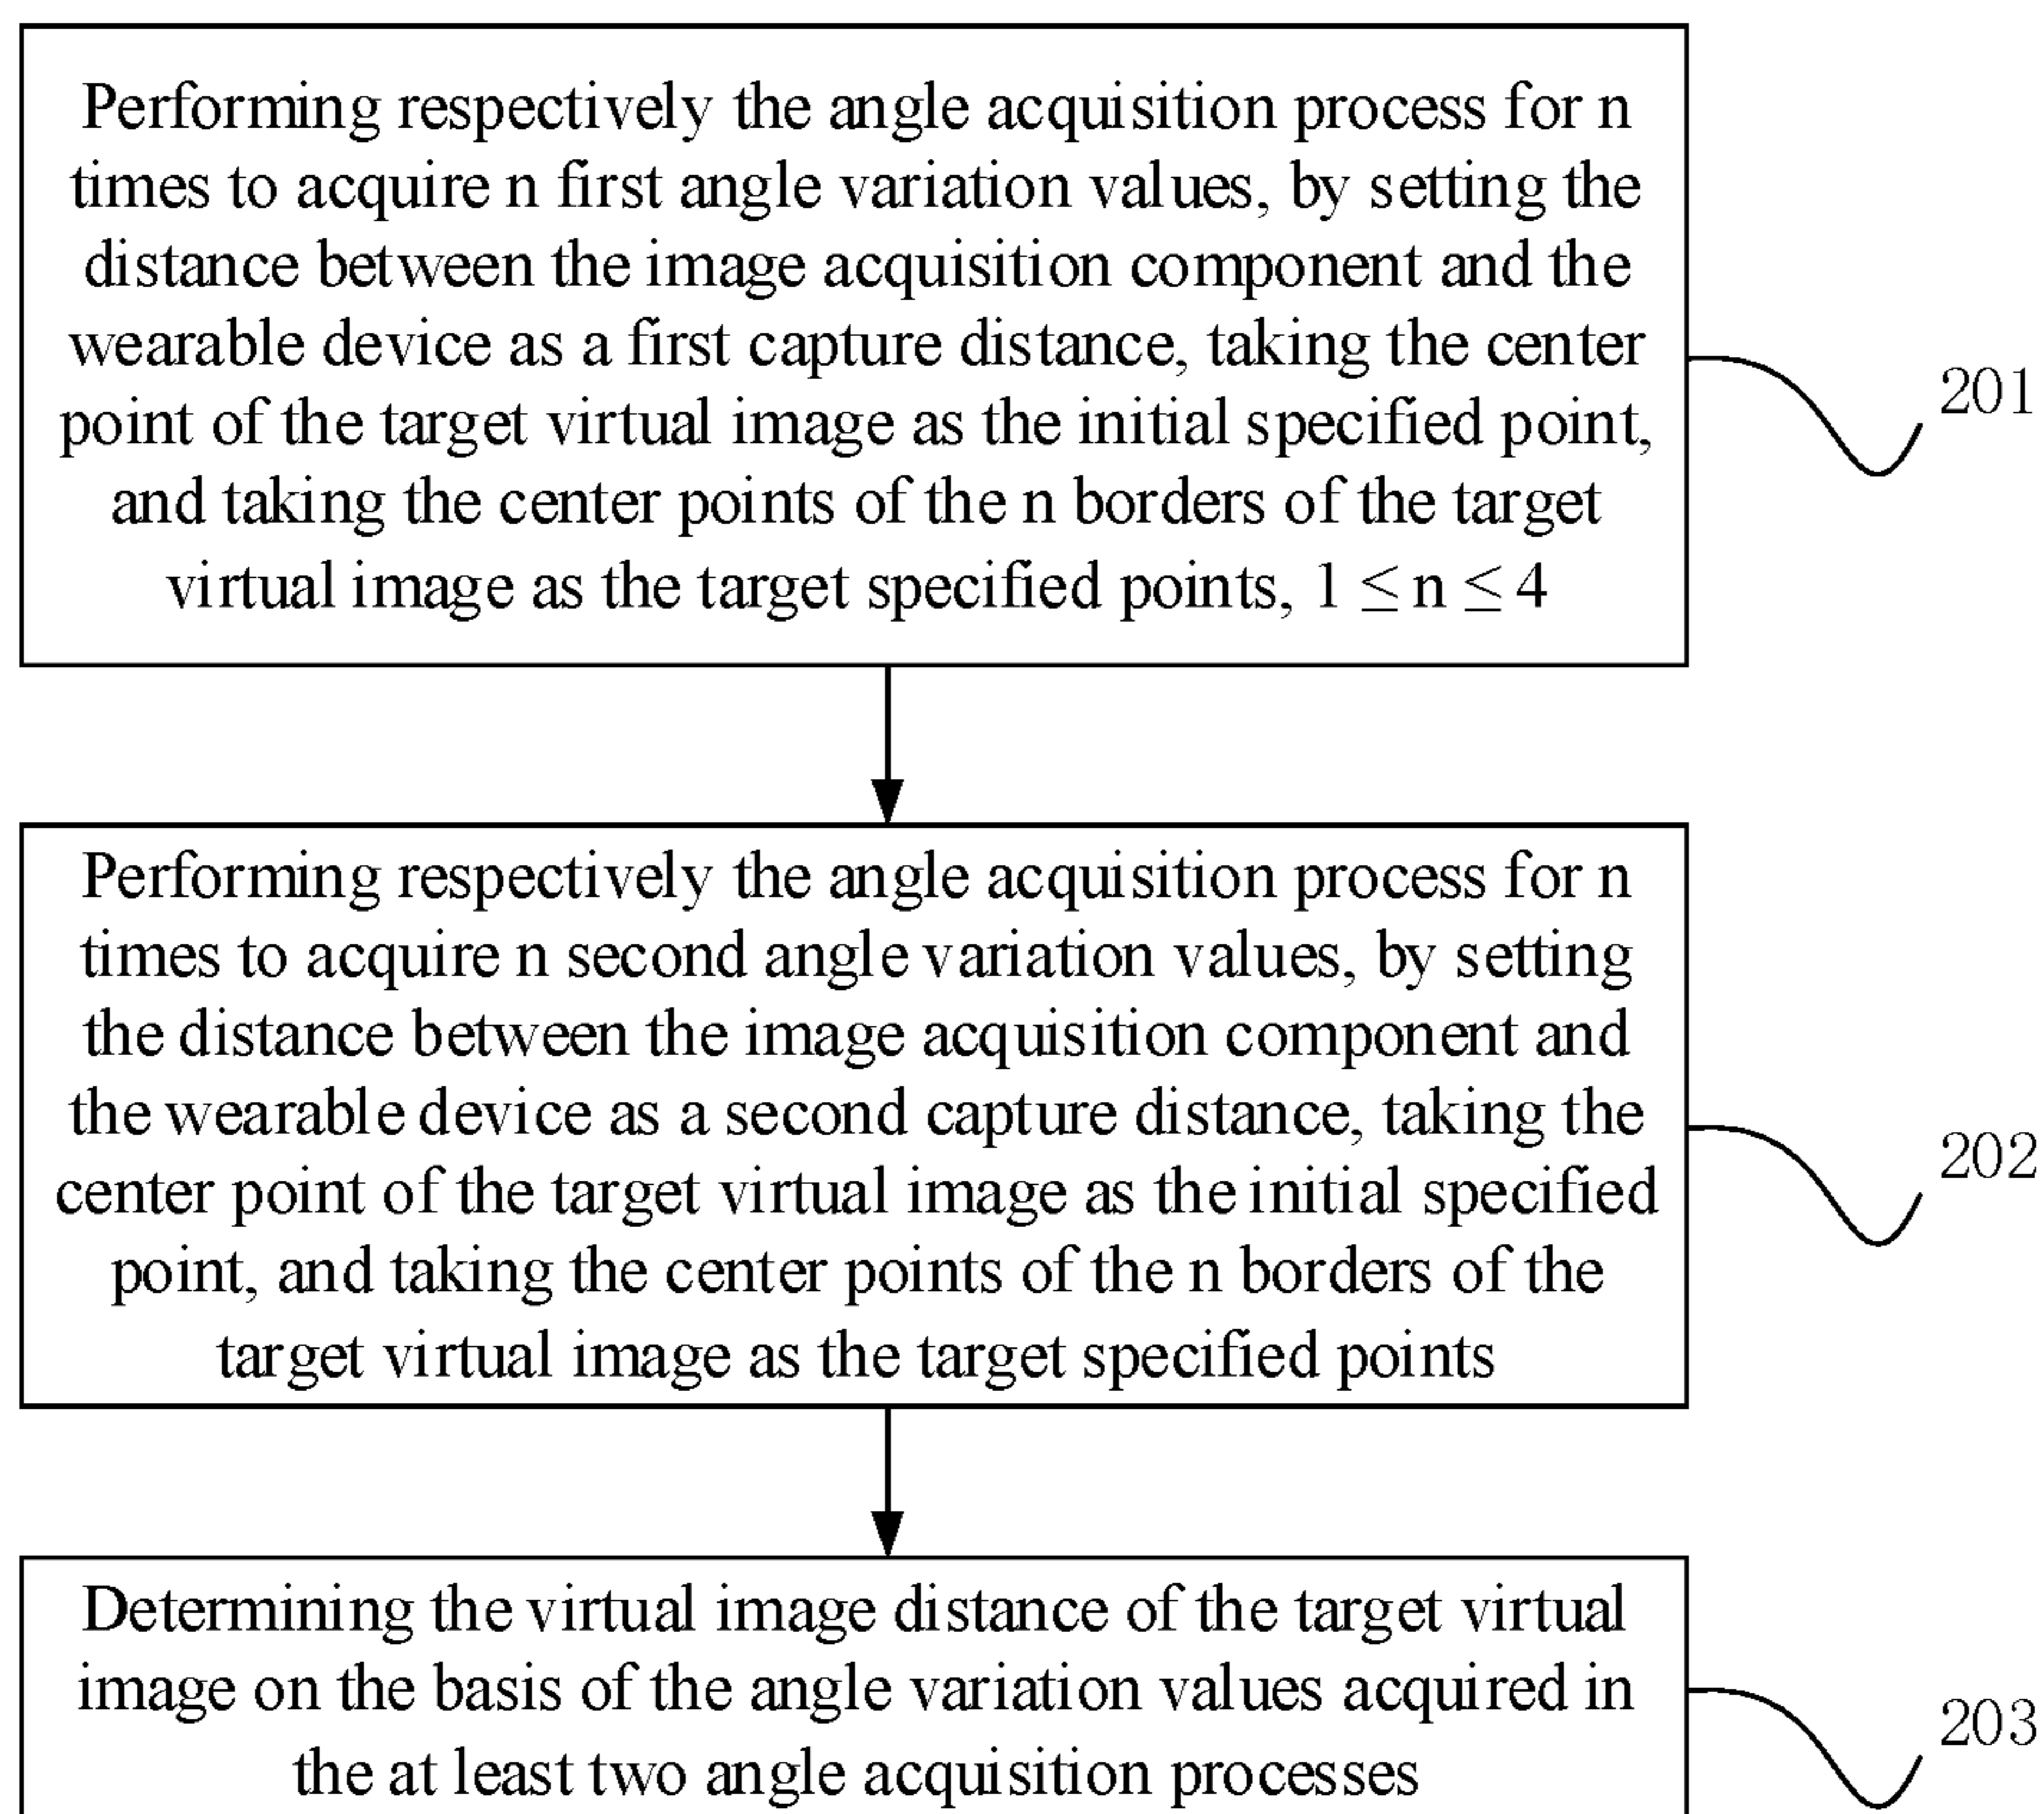 Performing respectively the angle acquisition process for n
times to acquire n first angle variation values, by setting the
distance between the image acquisition component and the
wearable device as a first capture distance, taking the center
point of the target virtual image as the initial specified point,
and taking the center points of the n borders of the target
virtual image as the target specified points, 1 ≤ n ≤ 4
201
Performing respectively the angle acquisition process for n
times to acquire n second angle variation values, by setting
the distance between the image acquisition component and
the wearable device as a second capture distance, taking the
center point of the target virtual image as the initial specified
point, and taking the center points of the n borders of the
target virtual image as the target specified points
202
Determining the virtual image distance of the target virtual
image on the basis of the angle variation values acquired in
the at least two angle acquisition processes
203